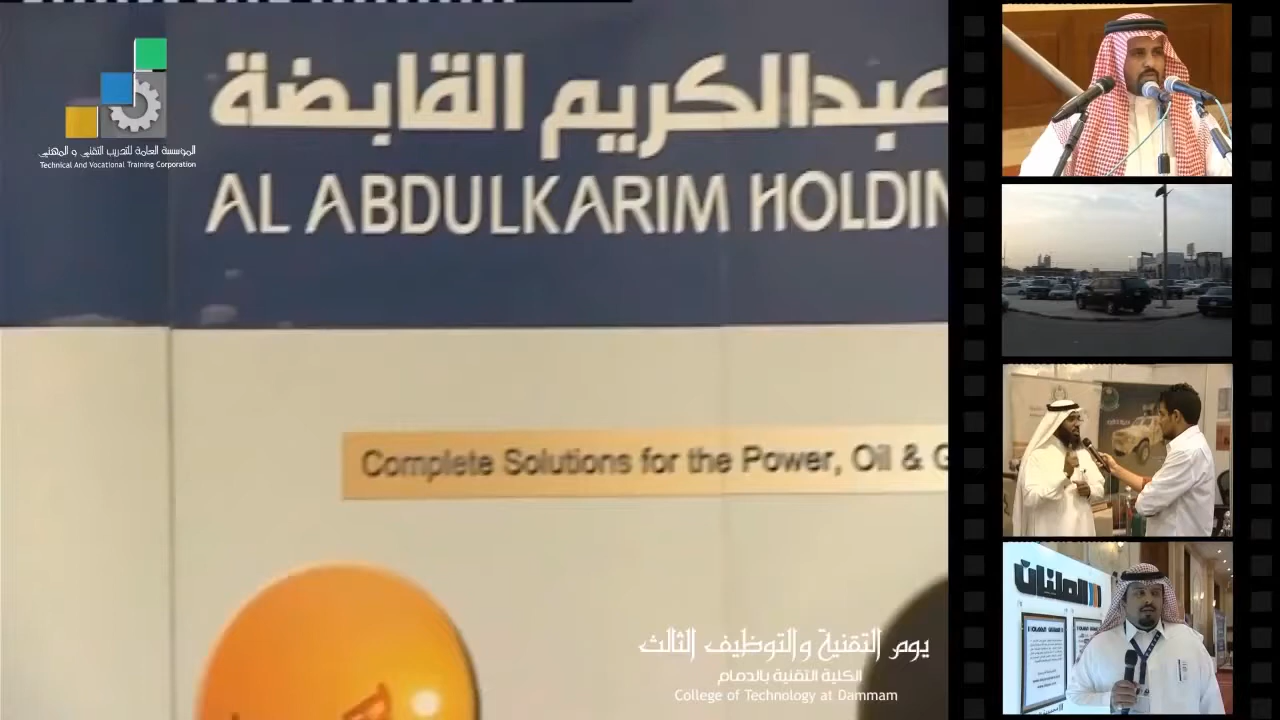 المؤسسة العامة للتدريب التقني و المهني
Technical And Vocational Training Corporation
عبدالكريم القابضة
AL ABDULKARIM HOLDIN
Complete Solutions for the Power, Oil & G
يوم التقنية والتوظيف الثالث
الكلية التقنية بالدمام
College of Technology at Dammam